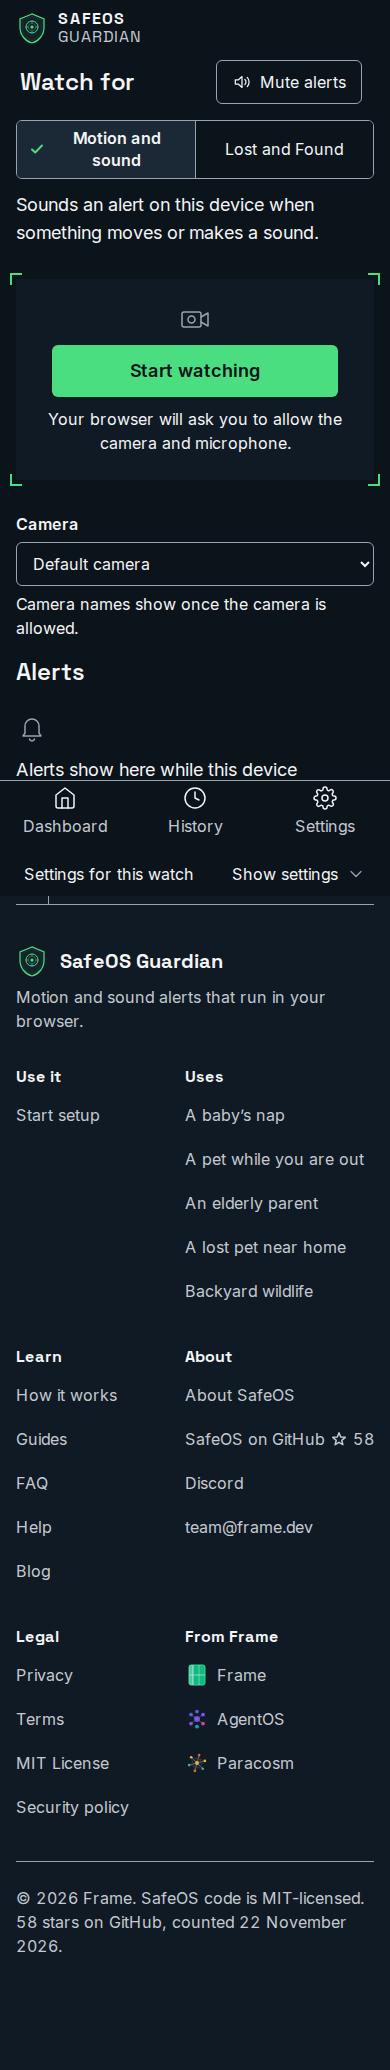 SAFEOS
GUARDIAN
Watch for
Mute alerts
Motion and
sound
Lost and Found
Sounds an alert on this device when
something moves or makes a sound.
Start watching
Your browser will ask you to allow the
camera and microphone.
Camera
Default camera
Camera names show once the camera is
allowed.
Alerts
Alerts show here while this device
Dashboard
History
Settings
Settings for this watch
Show settings
SafeOS Guardian
Motion and sound alerts that run in your
browser.
Use it
Start setup
Uses
A baby’s nap
A pet while you are out
An elderly parent
A lost pet near home
Backyard wildlife
Learn
How it works
Guides
FAQ
Help
Blog
About
About SafeOS
SafeOS on GitHub ☆ 58
Discord
team@frame.dev
Legal
Privacy
Terms
MIT License
Security policy
From Frame
Frame
AgentOS
Paracosm
© 2026 Frame. SafeOS code is MIT-licensed.
58 stars on GitHub, counted 22 November
2026.